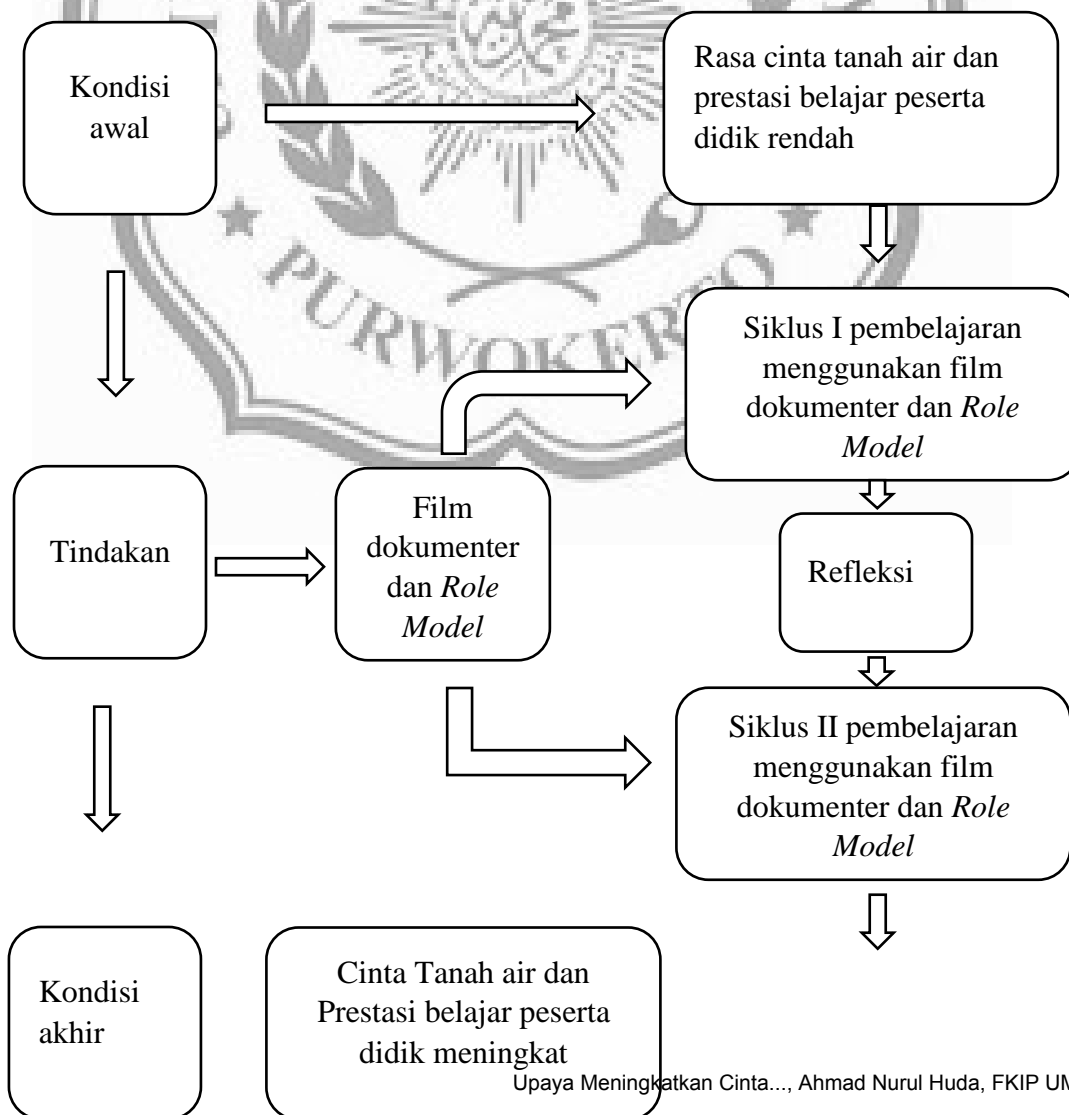 Kondisi
awal
Rasa cinta tanah air dan
prestasi belajar peserta
didik rendah
PURWOKERTO
Siklus I pembelajaran
menggunakan film
dokumenter dan Role
Model
Tindakan
Film
dokumenter
dan Role
Model
Refleksi
Siklus II pembelajaran
menggunakan film
dokumenter dan Role
Model
Kondisi
akhir
Cinta Tanah air dan
Prestasi belajar peserta
didik meningkat
Upaya Meningkatkan Cinta..., Ahmad Nurul Huda, FKIP UM